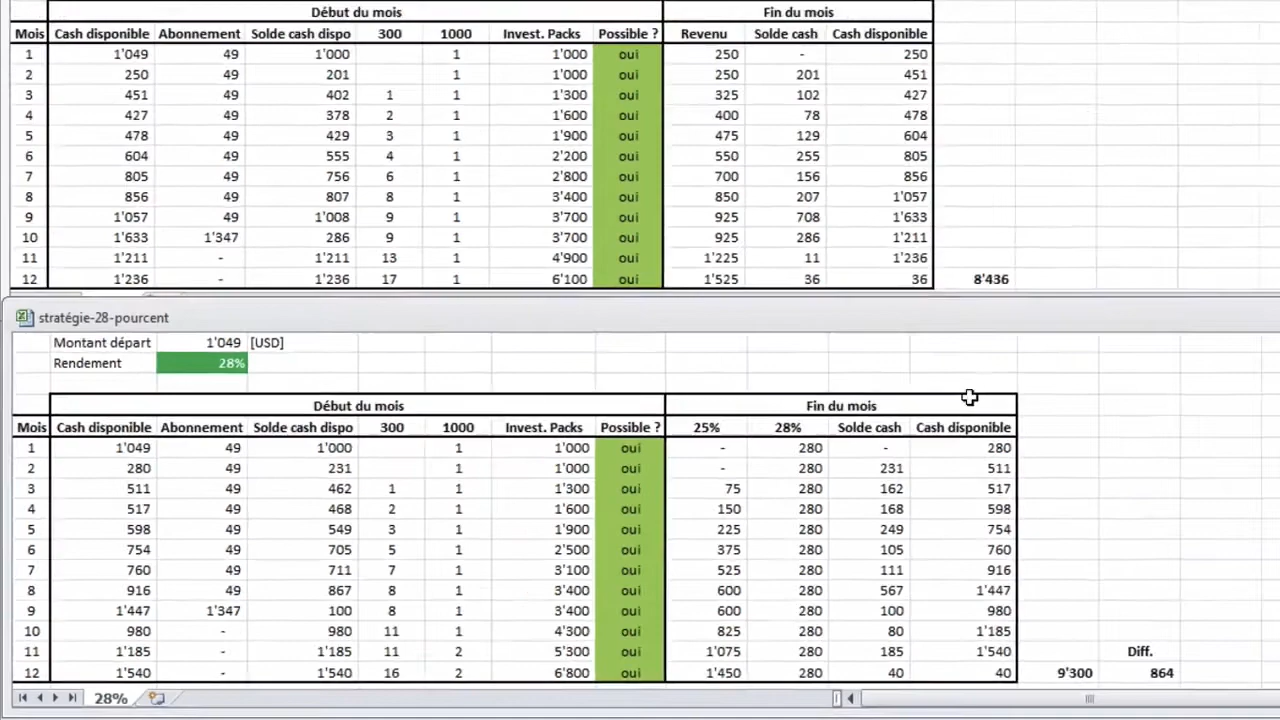 Début du mois Fin du mois
Mois Cash disponible Abonnement Solde cash dispo 300 1000 Invest. Packs Possible ? Revenu Solde cash Cash disponible
1 1'049 49 1'000 1 1'000 oui 250 - 250
2 250 49 201 1 1'000 oui 250 201 451
3 451 49 402 1 1 1'300 oui 325 102 427
4 427 49 378 2 1 1'600 oui 400 78 478
5 478 49 429 3 1 1'900 oui 475 129 604
6 604 49 555 4 1 2'200 oui 550 255 805
7 805 49 756 6 1 2'800 oui 700 156 856
8 856 49 807 8 1 3'400 oui 850 207 1'057
9 1'057 49 1'008 9 1 3'700 oui 925 708 1'633
10 1'633 1'347 286 9 1 3'700 oui 925 286 1'211
11 1'211 - 1'211 13 1 4'900 oui 1'225 11 1'236
12 1'236 - 1'236 17 1 6'100 oui 1'525 36 36 8'436
stratégie-28-pourcent
Montant départ 1'049 [USD]
Rendement 28%
Début du mois Fin du mois
Mois Cash disponible Abonnement Solde cash dispo 300 1000 Invest. Packs Possible ? 25% 28% Solde cash Cash disponible
1 1'049 49 1'000 1 1'000 oui - 280 - 280
2 280 49 231 1 1'000 oui - 280 231 511
3 511 49 462 1 1 1'300 oui 75 280 162 517
4 517 49 468 2 1 1'600 oui 150 280 168 598
5 598 49 549 3 1 1'900 oui 225 280 249 754
6 754 49 705 5 1 2'500 oui 375 280 105 760
7 760 49 711 7 1 3'100 oui 525 280 111 916
8 916 49 867 8 1 3'400 oui 600 280 567 1'447
9 1'447 1'347 100 8 1 3'400 oui 600 280 100 980
10 980 - 980 11 1 4'300 oui 825 280 80 1'185
11 1'185 - 1'185 11 2 5'300 oui 1'075 280 185 1'540 Diff.
12 1'540 - 1'540 16 2 6'800 oui 1'450 280 40 40 9'300 864
28%